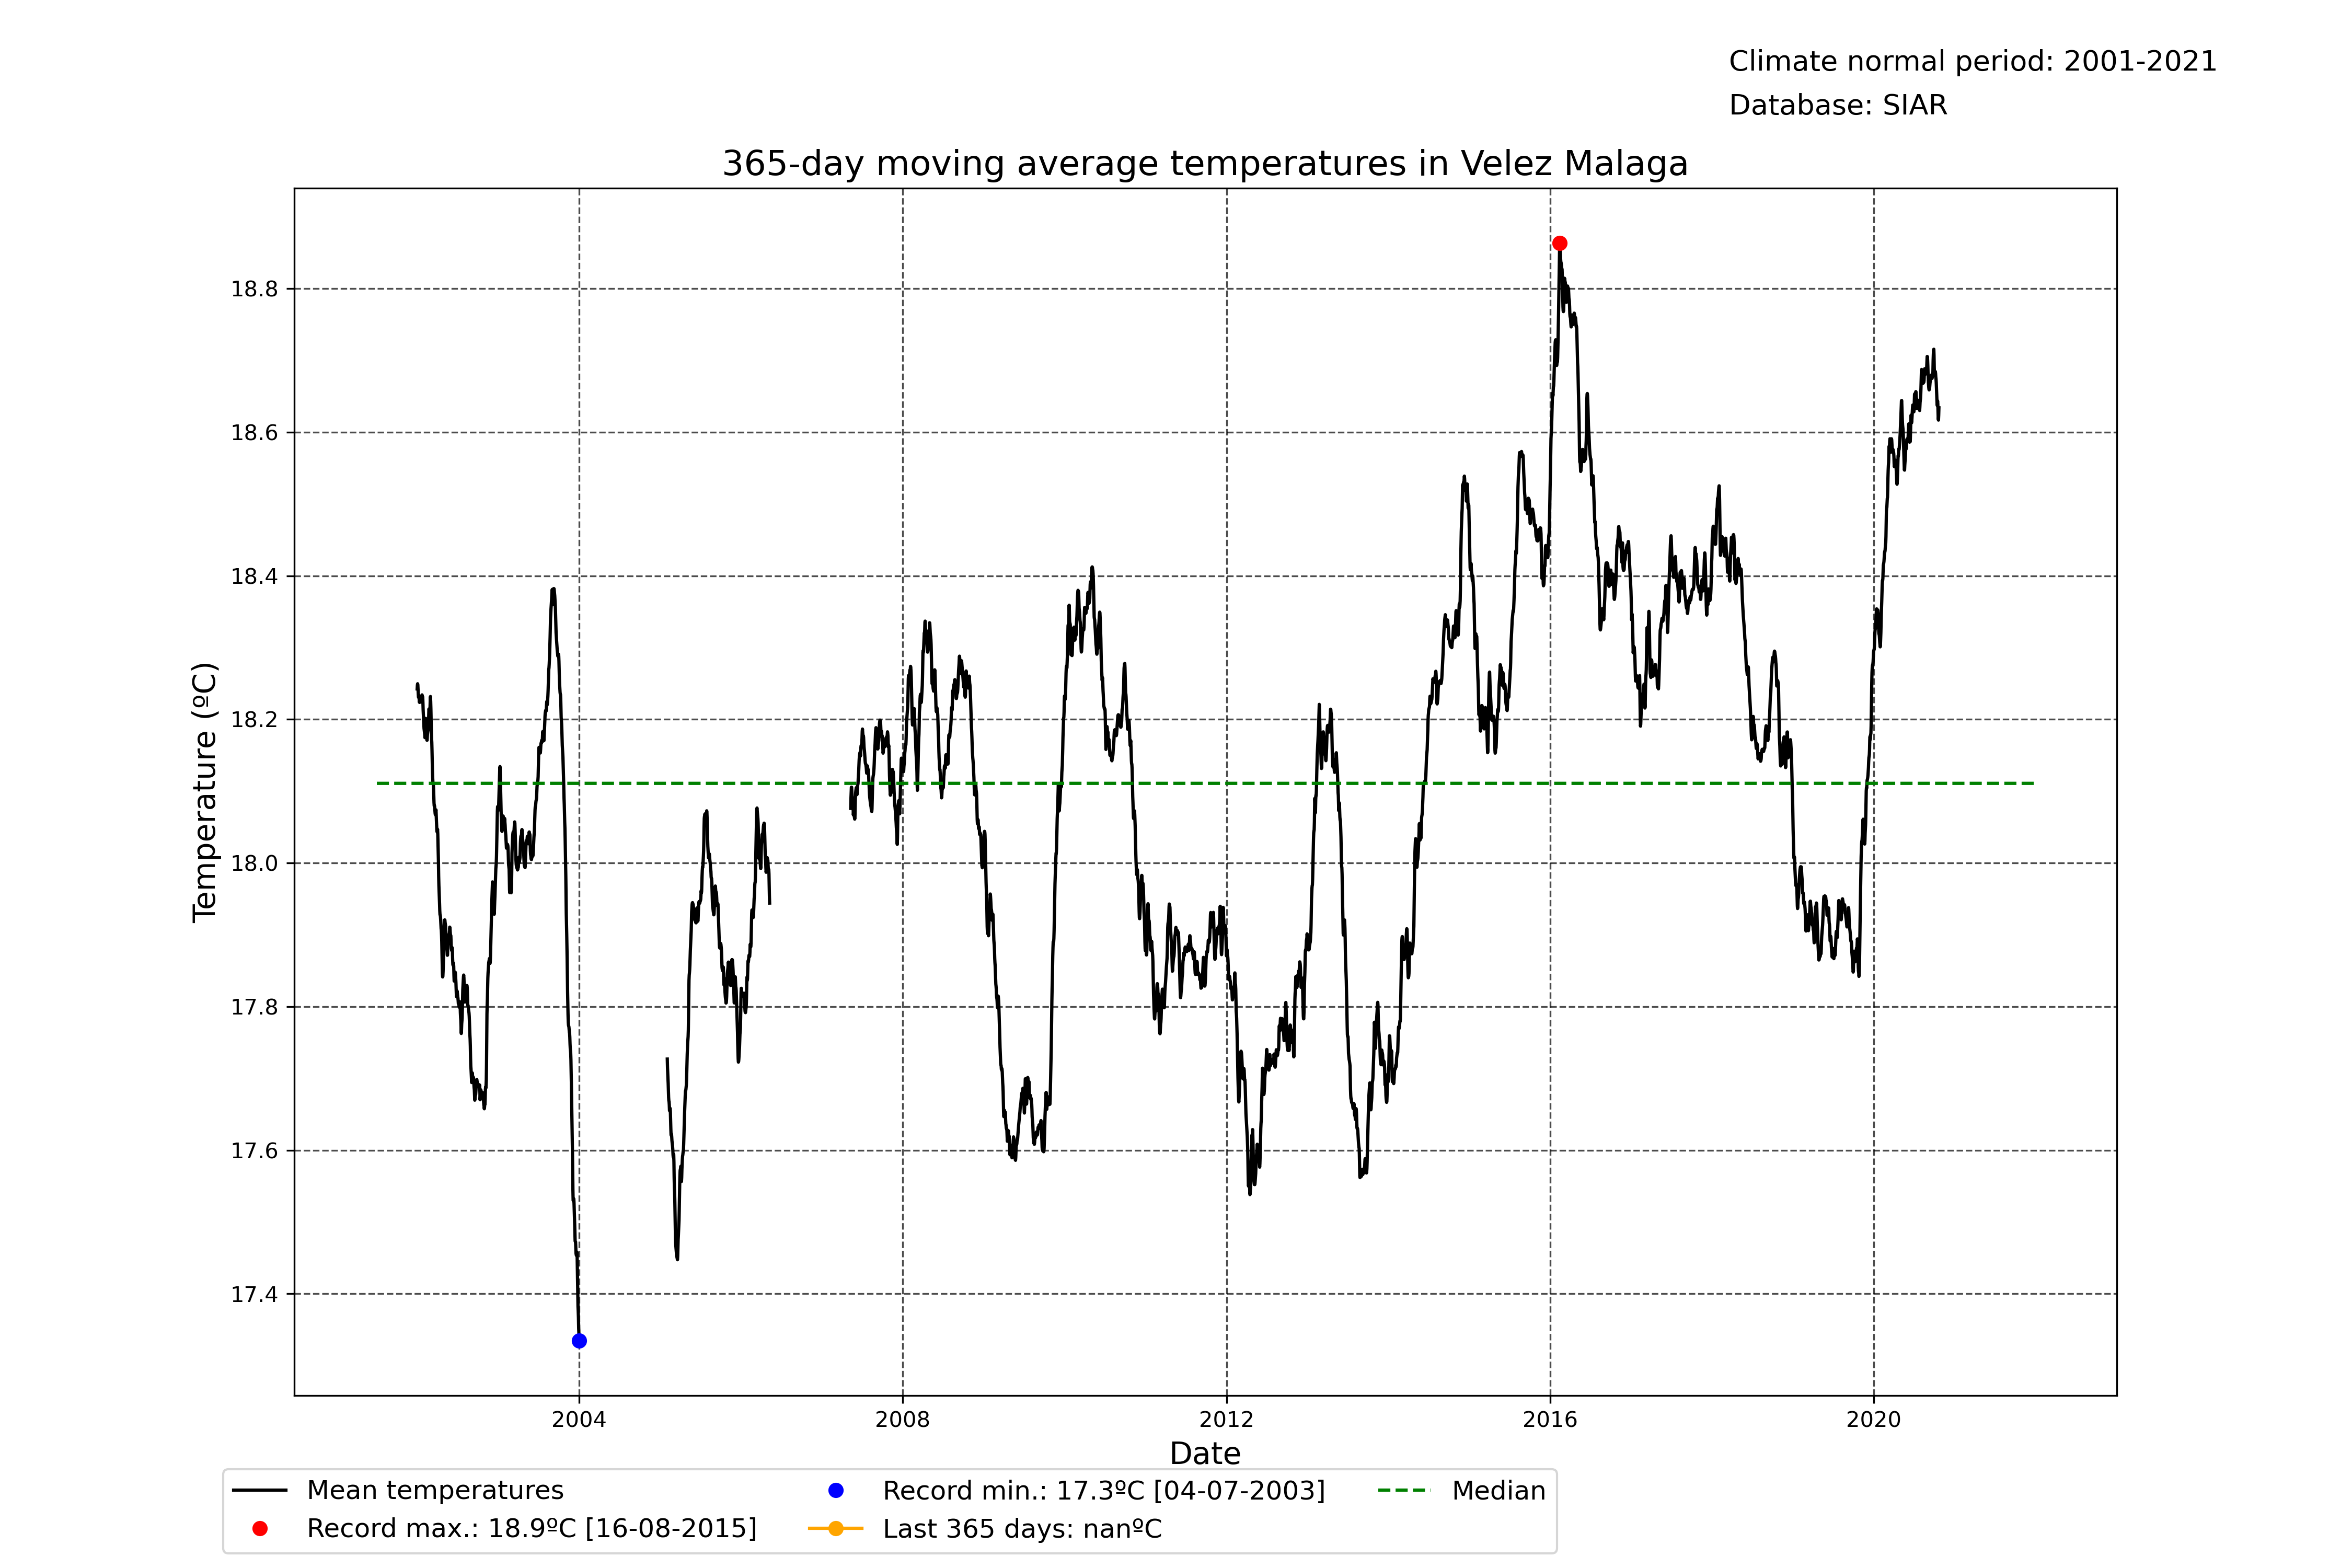 Climate normal period: 2001-2021
Database: SIAR
365-day moving average temperatures in Velez Malaga
Temperature (ºC)
18.8
18.6
18.4
18.2
18.0
17.8
17.6
17.4
2004 2008 2012 2016 2020
Date
Mean temperatures
Record max.: 18.9ºC [16-08-2015]
Record min.: 17.3ºC [04-07-2003]
Last 365 days: nanºC
Median